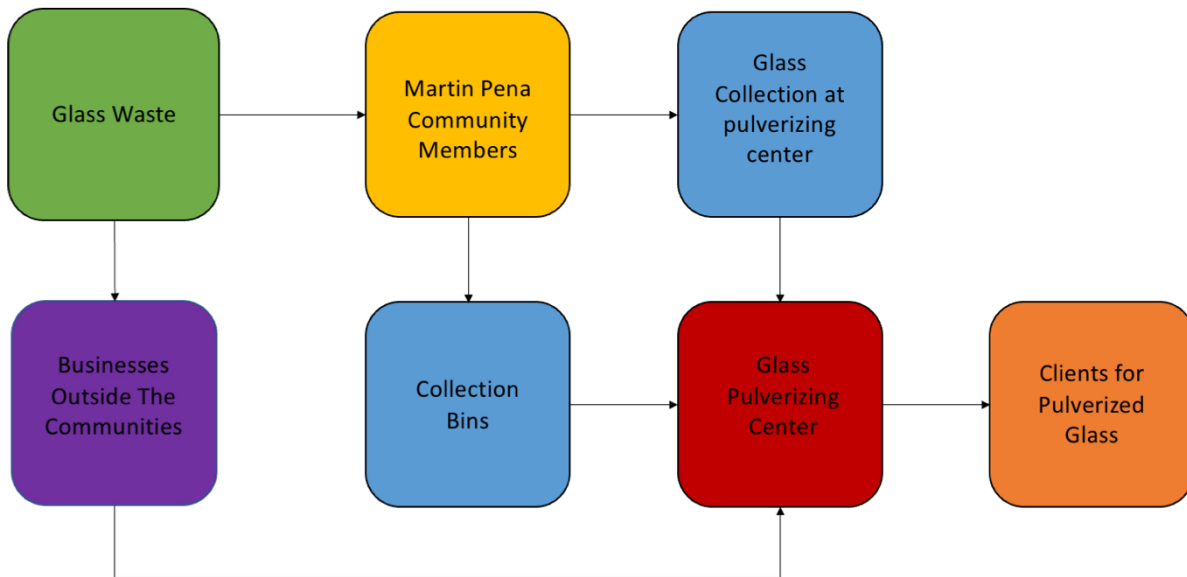 Glass Waste
Martin Pena
Community
Members
Glass
Collection at
pulverizing
center
Businesses
Outside The
Communities
Collection
Bins
Glass
Pulverizing
Center
Clients for
Pulverized
Glass